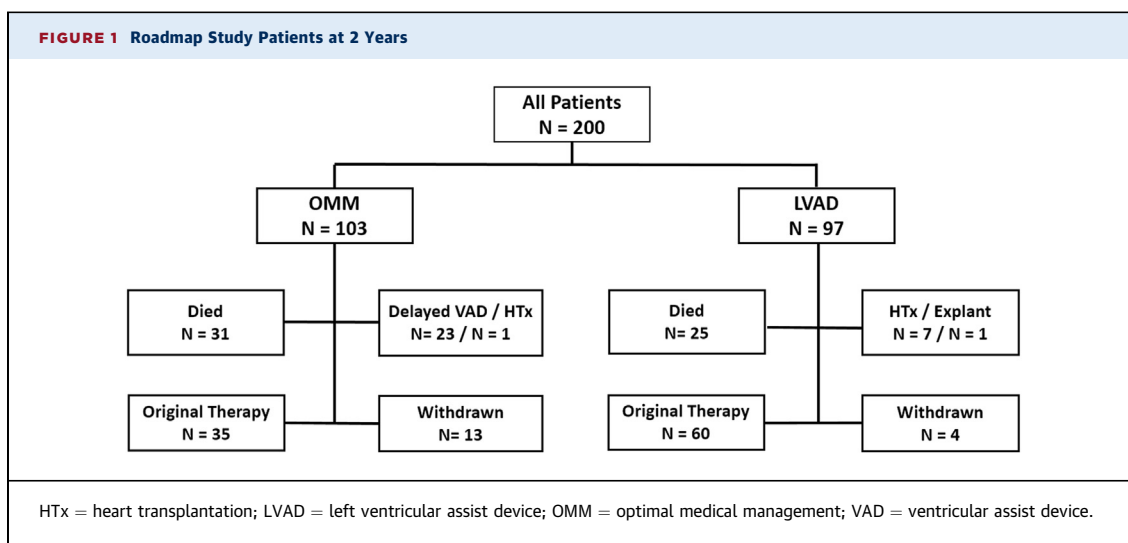 FIGURE 1 Roadmap Study Patients at 2 Years
All Patients
N = 200
OMM
N = 103
LVAD
N = 97
Died
N = 31
Delayed VAD / HTx
N= 23 / N = 1
Died
N= 25
HTx / Explant
N = 7 / N = 1
Original Therapy
N = 35
Withdrawn
N= 13
Original Therapy
N = 60
Withdrawn
N = 4
HTx = heart transplantation; LVAD = left ventricular assist device; OMM = optimal medical management; VAD = ventricular assist device.